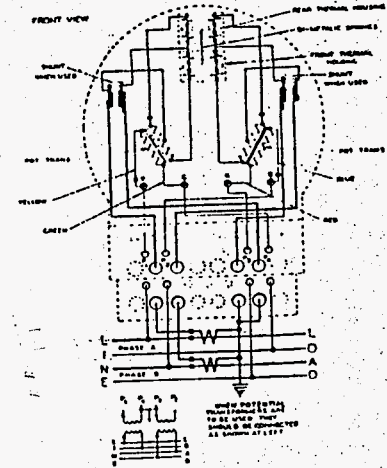 FRONT VIEW
REAR THERMAL HOUSING
BI-METALIC SPRINGS
FRONT THERMAL
HOUSING
SHUNT
WHEN USED
SHUNT
WHEN USED
POT TRANS
POT TRANS
YELLOW
BLUE
GREEN
RED
L
I
N
E
PHASE A
PHASE B
L
O
A
D
WHEN POTENTIAL
TRANSFORMERS ARE
TO BE USED THEY
SHOULD BE CONNECTED
AS SHOWN AT LEFT